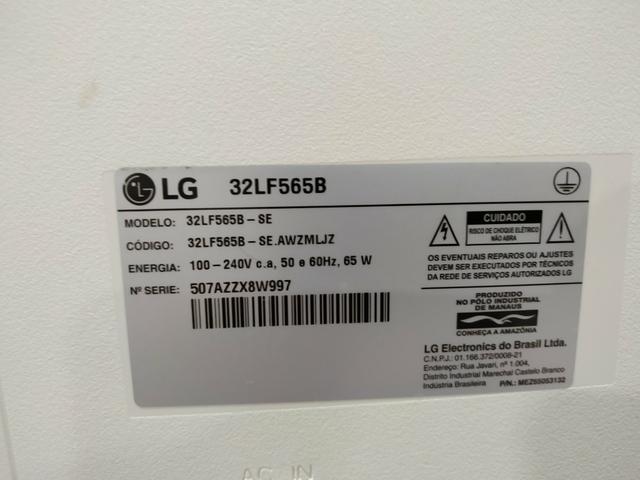 LG 32LF565B
MODELO: 32LF565B-SE
CÓDIGO: 32LF565B-SE.AWZMLJZ
ENERGIA: 100-240V c.a, 50 e 60Hz, 65 W
Nº SERIE: 507AZZX8W997
CUIDADO
RISCO DE CHOQUE ELÉTRICO
NÃO ABRA
OS EVENTUAIS REPAROS OU AJUSTES
DEVEM SER EXECUTADOS POR TÉCNICOS
DA REDE DE SERVIÇOS AUTORIZADOS LG
PRODUZIDO
NO PÓLO INDUSTRIAL
DE MANAUS
CONHEÇA A AMAZÔNIA
LG Electronics do Brasil Ltda.
C.N.P.J.: 01.166.372/0008-21
Endereço: Rua Javari, nº 1.004,
Distrito Industrial Marechal Castelo Branco
Indústria Brasileira P/N.: MEZ65053132
AC IN